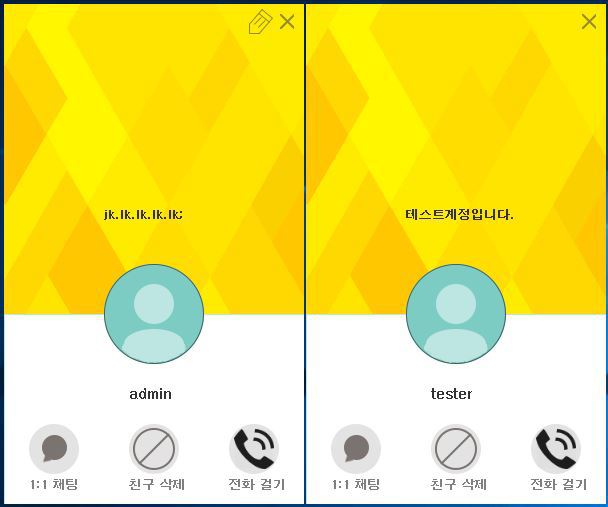 jk.lk.lk.lk.lk;
admin
1:1 채팅
친구 삭제
전화 걸기
테스트계정입니다.
tester
1:1 채팅
친구 삭제
전화 걸기